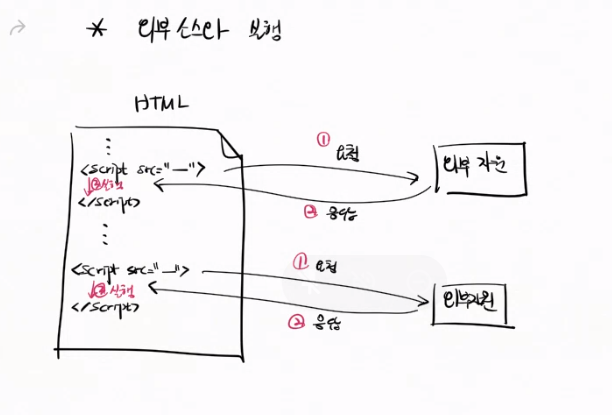 * 외부 소스와 실행
HTML
<script src="—">
③실행
</script>
① 요청
② 응답
외부 자원
<script src="—">
③실행
</script>
① 요청
② 응답
외부자원